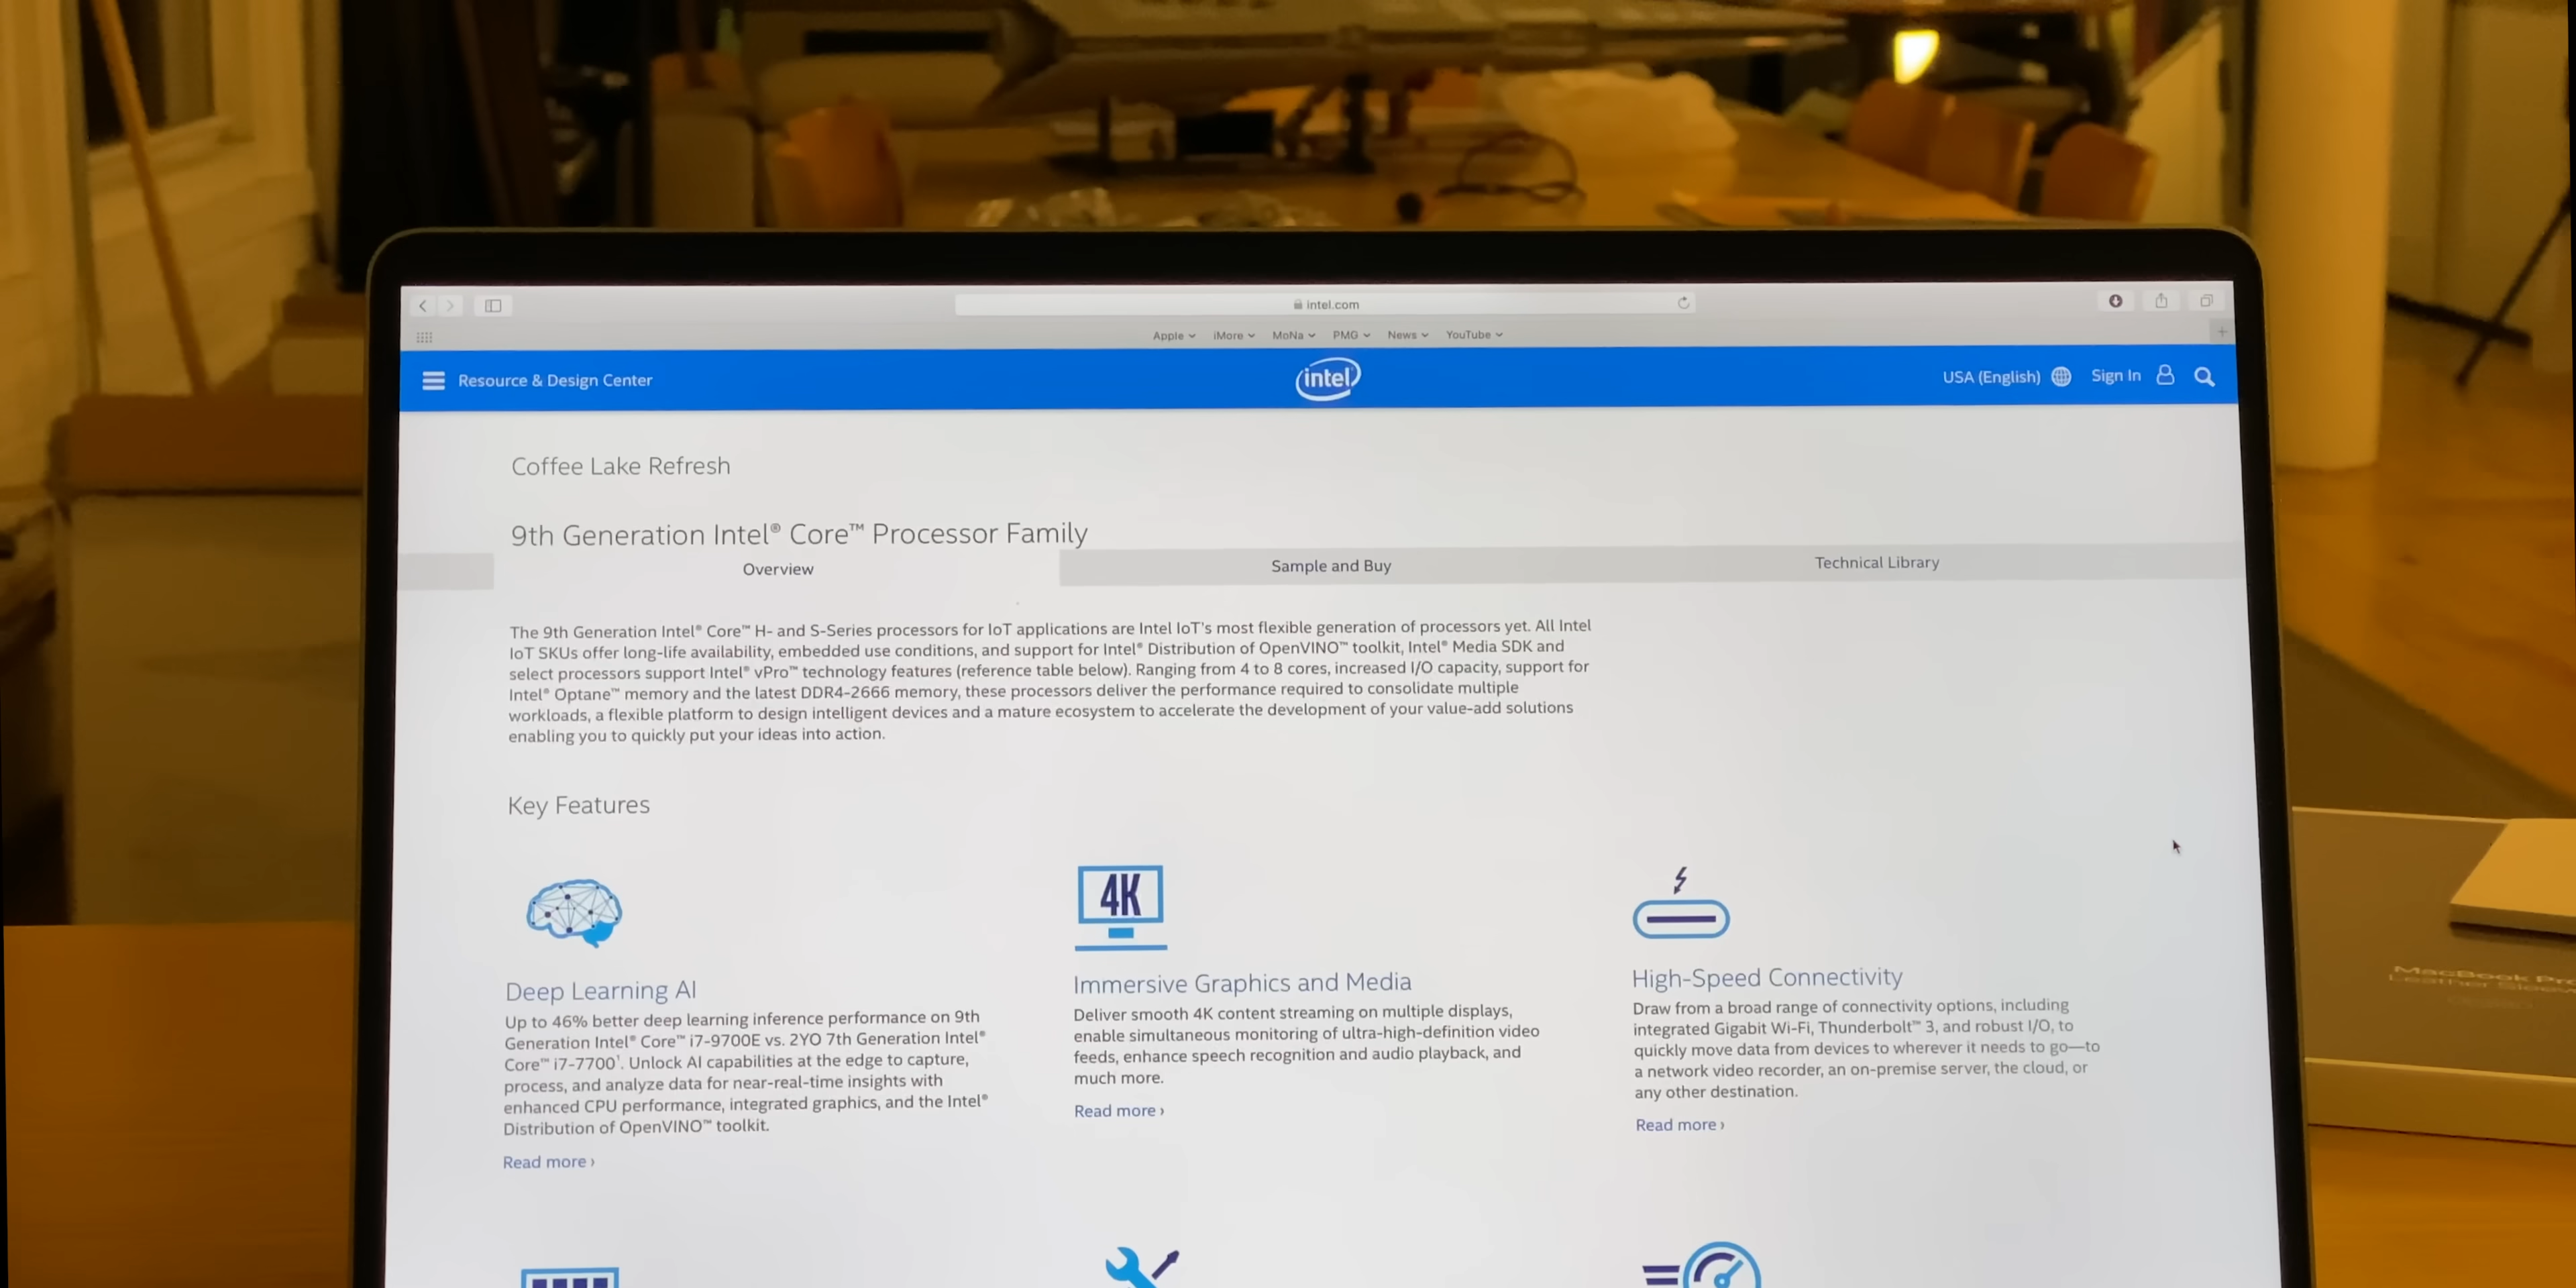 intel.com
Apple iMore MoNa PMG News YouTube
Resource & Design Center
intel
USA (English)
Sign In
Coffee Lake Refresh
9th Generation Intel® Core™ Processor Family
Overview
Sample and Buy
Technical Library
The 9th Generation Intel® Core™ H- and S-Series processors for IoT applications are Intel IoT's most flexible generation of processors yet. All Intel
IoT SKUs offer long-life availability, embedded use conditions, and support for Intel® Distribution of OpenVINO™ toolkit, Intel® Media SDK and
select processors support Intel® vPro™ technology features (reference table below). Ranging from 4 to 8 cores, increased I/O capacity, support for
Intel® Optane™ memory and the latest DDR4-2666 memory, these processors deliver the performance required to consolidate multiple
workloads, a flexible platform to design intelligent devices and a mature ecosystem to accelerate the development of your value-add solutions
enabling you to quickly put your ideas into action.
Key Features
Deep Learning AI
Up to 46% better deep learning inference performance on 9th
Generation Intel® Core™ i7-9700E vs. 2YO 7th Generation Intel®
Core™ i7-7700¹. Unlock AI capabilities at the edge to capture,
process, and analyze data for near-real-time insights with
enhanced CPU performance, integrated graphics, and the Intel®
Distribution of OpenVINO™ toolkit.
Read more ›
4K
Immersive Graphics and Media
Deliver smooth 4K content streaming on multiple displays,
enable simultaneous monitoring of ultra-high-definition video
feeds, enhance speech recognition and audio playback, and
much more.
Read more ›
High-Speed Connectivity
Draw from a broad range of connectivity options, including
integrated Gigabit Wi-Fi, Thunderbolt™ 3, and robust I/O, to
quickly move data from devices to wherever it needs to go—to
a network video recorder, an on-premise server, the cloud, or
any other destination.
Read more ›
MacBook Pro
Leather Sleeve